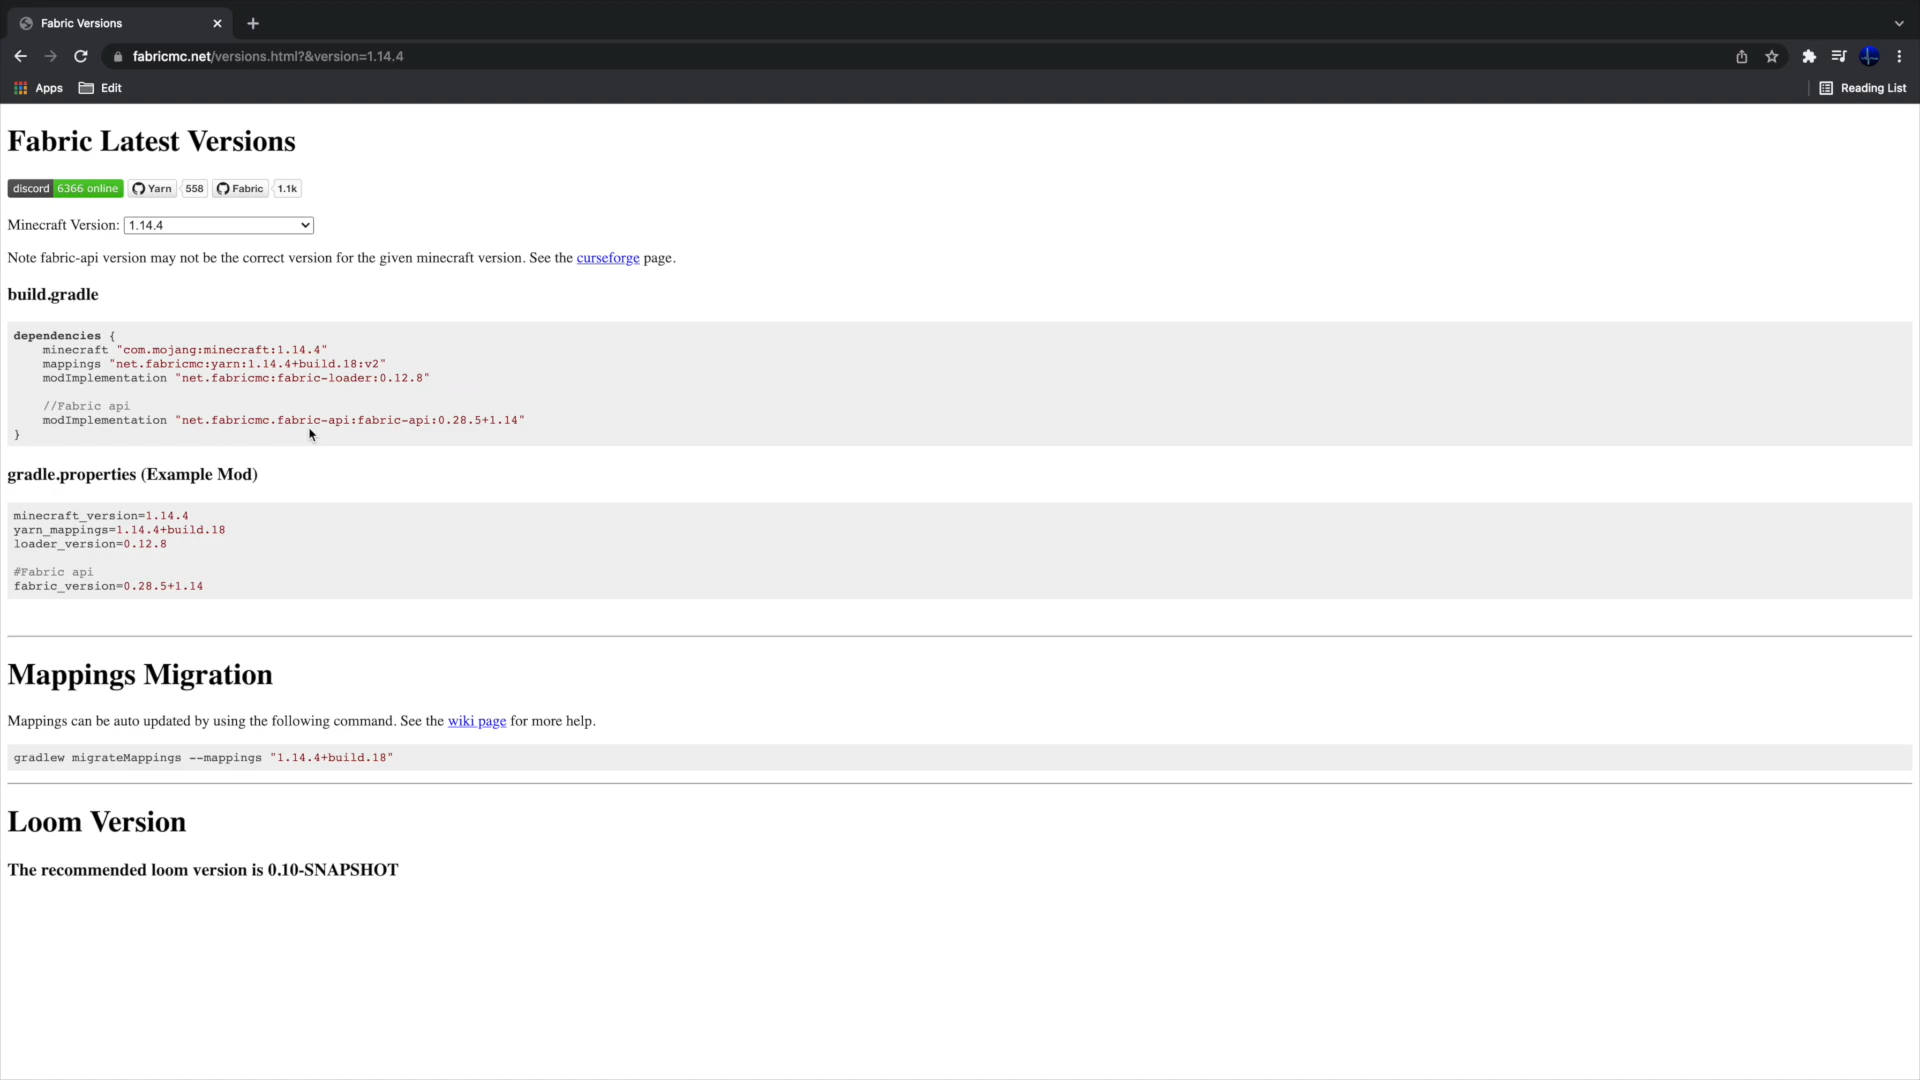 Fabric Versions
fabricmc.net/versions.html?&version=1.14.4
Apps
Edit
Reading List
Fabric Latest Versions
discord 6366 online Yarn 558 Fabric 1.1k
Minecraft Version: 1.14.4
Note fabric-api version may not be the correct version for the given minecraft version. See the curseforge page.
build.gradle
dependencies {
    minecraft "com.mojang:minecraft:1.14.4"
    mappings "net.fabricmc:yarn:1.14.4+build.18:v2"
    modImplementation "net.fabricmc:fabric-loader:0.12.8"
    //Fabric api
    modImplementation "net.fabricmc.fabric-api:fabric-api:0.28.5+1.14"
}
gradle.properties (Example Mod)
minecraft_version=1.14.4
yarn_mappings=1.14.4+build.18
loader_version=0.12.8
#Fabric api
fabric_version=0.28.5+1.14
Mappings Migration
Mappings can be auto updated by using the following command. See the wiki page for more help.
gradlew migrateMappings --mappings "1.14.4+build.18"
Loom Version
The recommended loom version is 0.10-SNAPSHOT